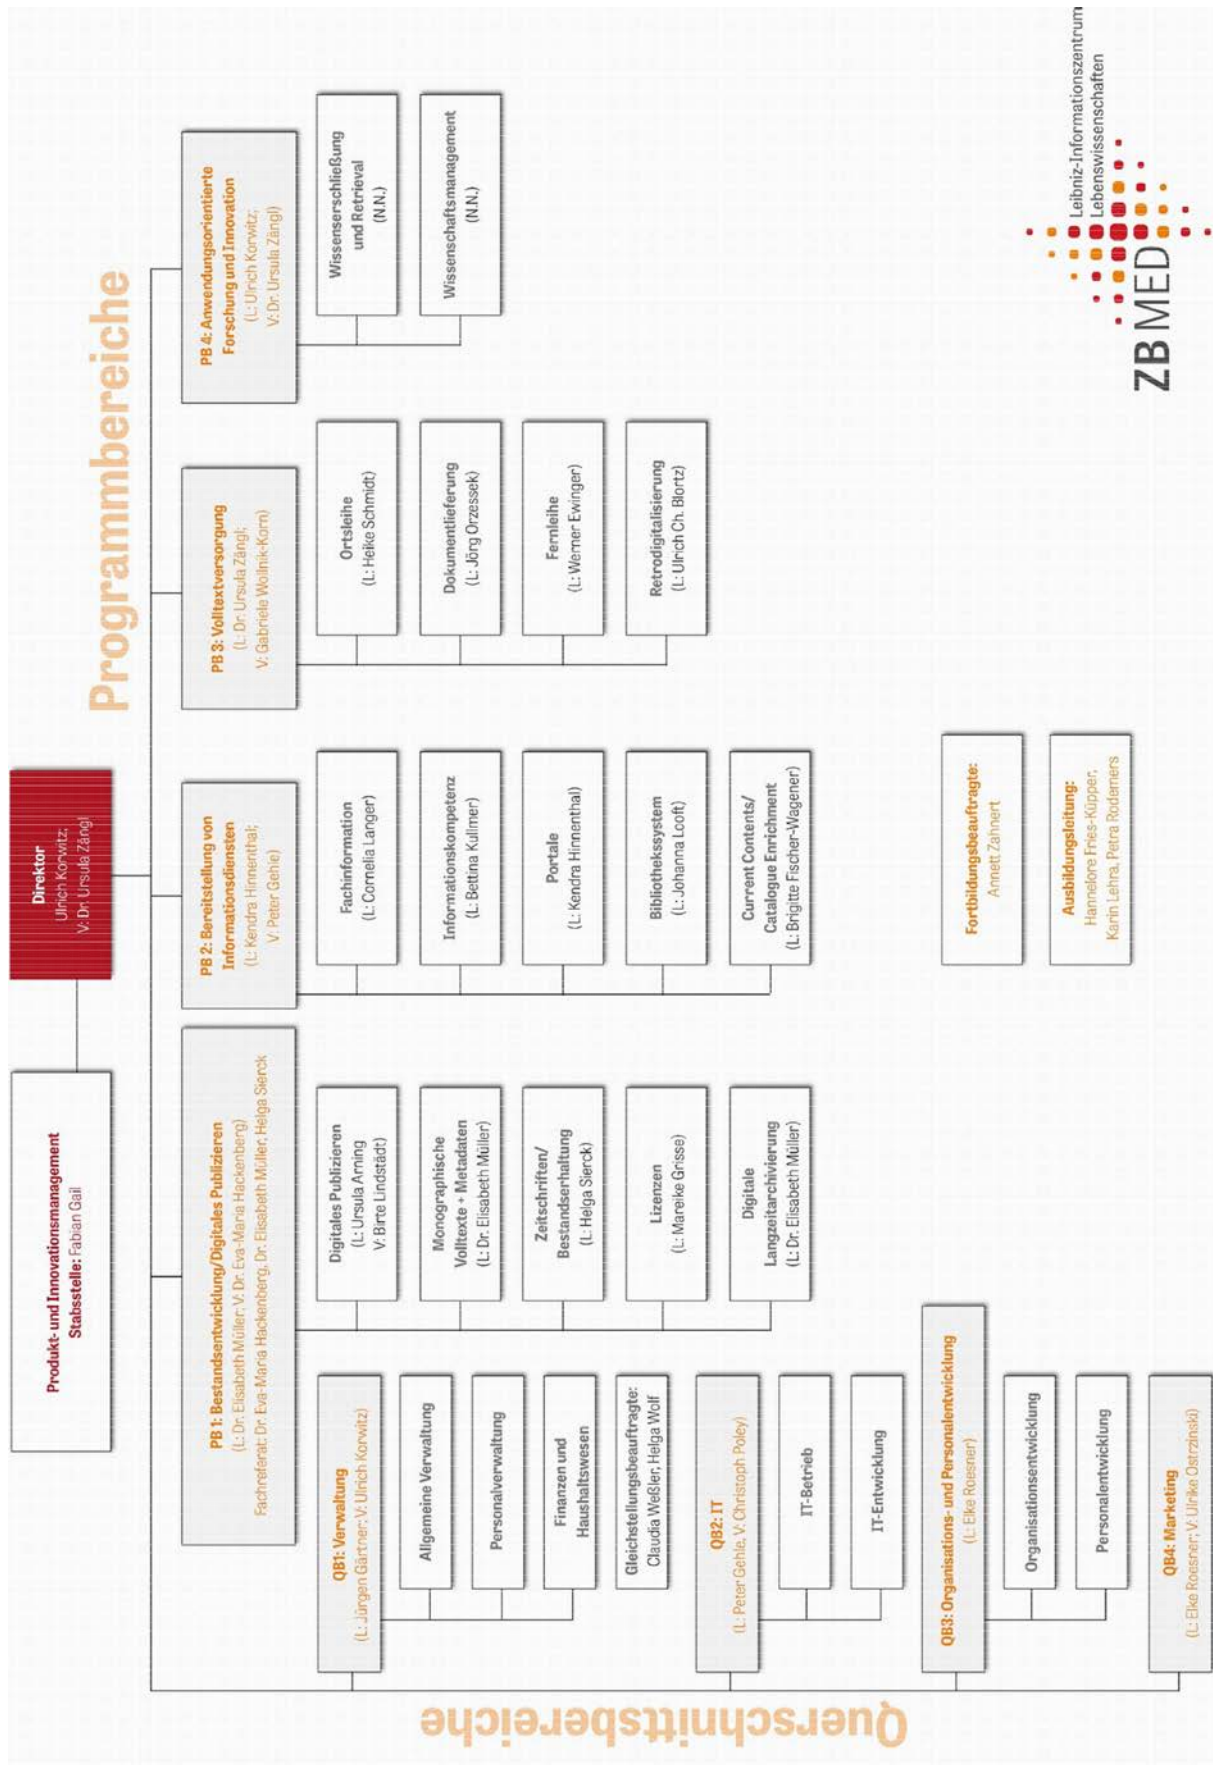 Produkt- und Innovationsmanagement
Stabsstelle: Fabian Gail
Direktor
Ulrich Korwitz;
V: Dr. Ursula Zängl
Programmbereiche
PB 1: Bestandsentwicklung/Digitales Publizieren
(L: Dr. Elisabeth Müller; V: Dr. Eva-Maria Hackenberg)
Fachreferat: Dr. Eva-Maria Hackenberg, Dr. Elisabeth Müller, Helga Sierck
Digitales Publizieren
(L: Ursula Arning
V: Birte Lindstädt)
Monographische
Volltexte + Metadaten
(L: Dr. Elisabeth Müller)
Zeitschriften/
Bestandserhaltung
(L: Helga Sierck)
Lizenzen
(L: Mareike Grisse)
Digitale
Langzeitarchivierung
(L: Dr. Elisabeth Müller)
PB 2: Bereitstellung von
Informationsdiensten
(L: Kendra Hinnenthal;
V: Peter Gehle)
Fachinformation
(L: Cornelia Langer)
Informationskompetenz
(L: Bettina Kullmer)
Portale
(L: Kendra Hinnenthal)
Bibliothekssystem
(L: Johanna Looft)
Current Contents/
Catalogue Enrichment
(L: Brigitte Fischer-Wagener)
PB 3: Volltextversorgung
(L: Dr. Ursula Zängl;
V: Gabriele Wollnik-Korn)
Ortsleihe
(L: Heike Schmidt)
Dokumentlieferung
(L: Jörg Orzessek)
Fernleihe
(L: Werner Ewinger)
Retrodigitalisierung
(L: Ulrich Ch. Blortz)
PB 4: Anwendungsorientierte
Forschung und Innovation
(L: Ulrich Korwitz;
V: Dr. Ursula Zängl)
Wissenserschließung
und Retrieval
(N.N.)
Wissenschaftsmanagement
(N.N.)
Querschnittsbereiche
QB1: Verwaltung
(L: Jürgen Gärtner; V: Ulrich Korwitz)
Allgemeine Verwaltung
Personalverwaltung
Finanzen und
Haushaltswesen
Gleichstellungsbeauftragte:
Claudia Weßler, Helga Wolf
QB2: IT
(L: Peter Gehle, V: Christoph Poley)
IT-Betrieb
IT-Entwicklung
QB3: Organisations- und Personalentwicklung
(L: Elke Roesner)
Organisationsentwicklung
Personalentwicklung
QB4: Marketing
(L: Elke Roesner; V: Ulrike Ostrzinski)
Fortbildungsbeauftragte:
Annett Zahnert
Ausbildungsleitung:
Hannelore Fries-Küpper,
Karin Lehra, Petra Rodemers
ZB MED
Leibniz-Informationszentrum
Lebenswissenschaften